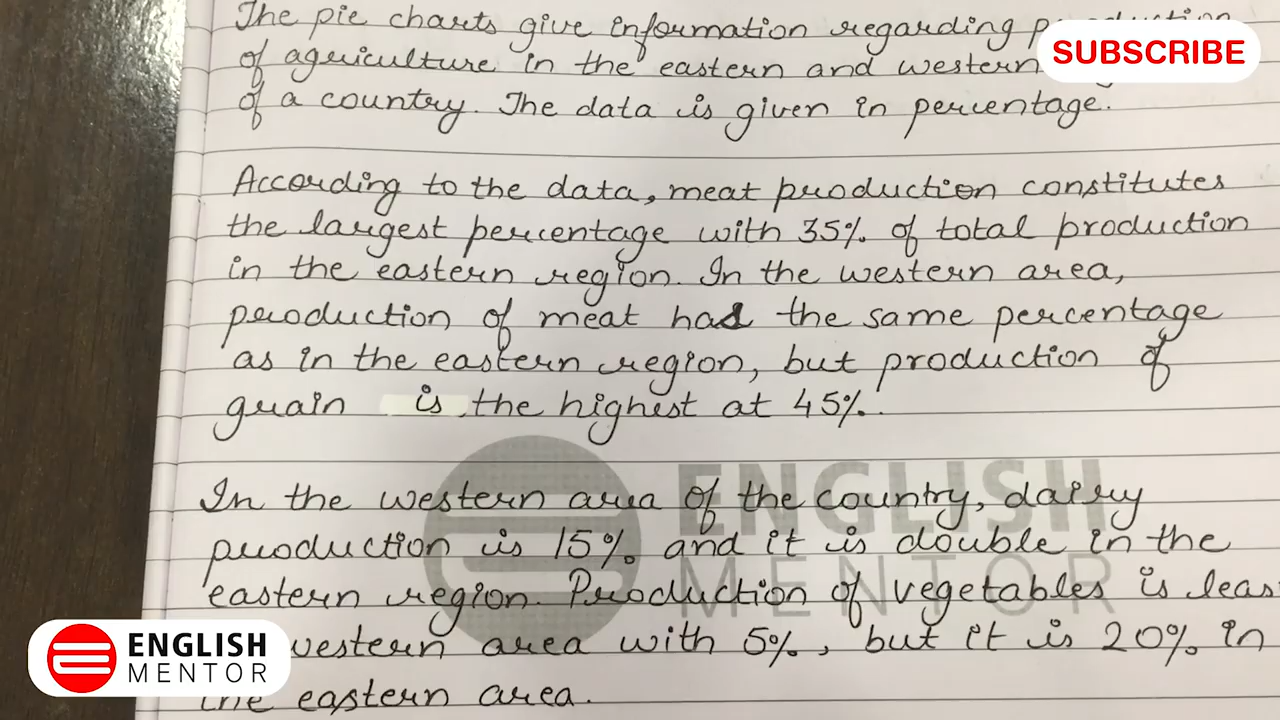 The pie charts give information regarding production
SUBSCRIBE
of agriculture in the eastern and western
of a country. The data is given in percentage.
According to the data, meat production constitutes
the largest percentage with 35% of total production
in the eastern region. In the western area,
production of meat had the same percentage
as in the eastern region, but production of
grain is the highest at 45%.
In the western area of the country, dairy
production is 15% and it is double in the
eastern region. Production of vegetables is leas
western area with 5%, but it is 20% in
the eastern area.
ENGLISH
MENTOR
ENGLISH
MENTOR